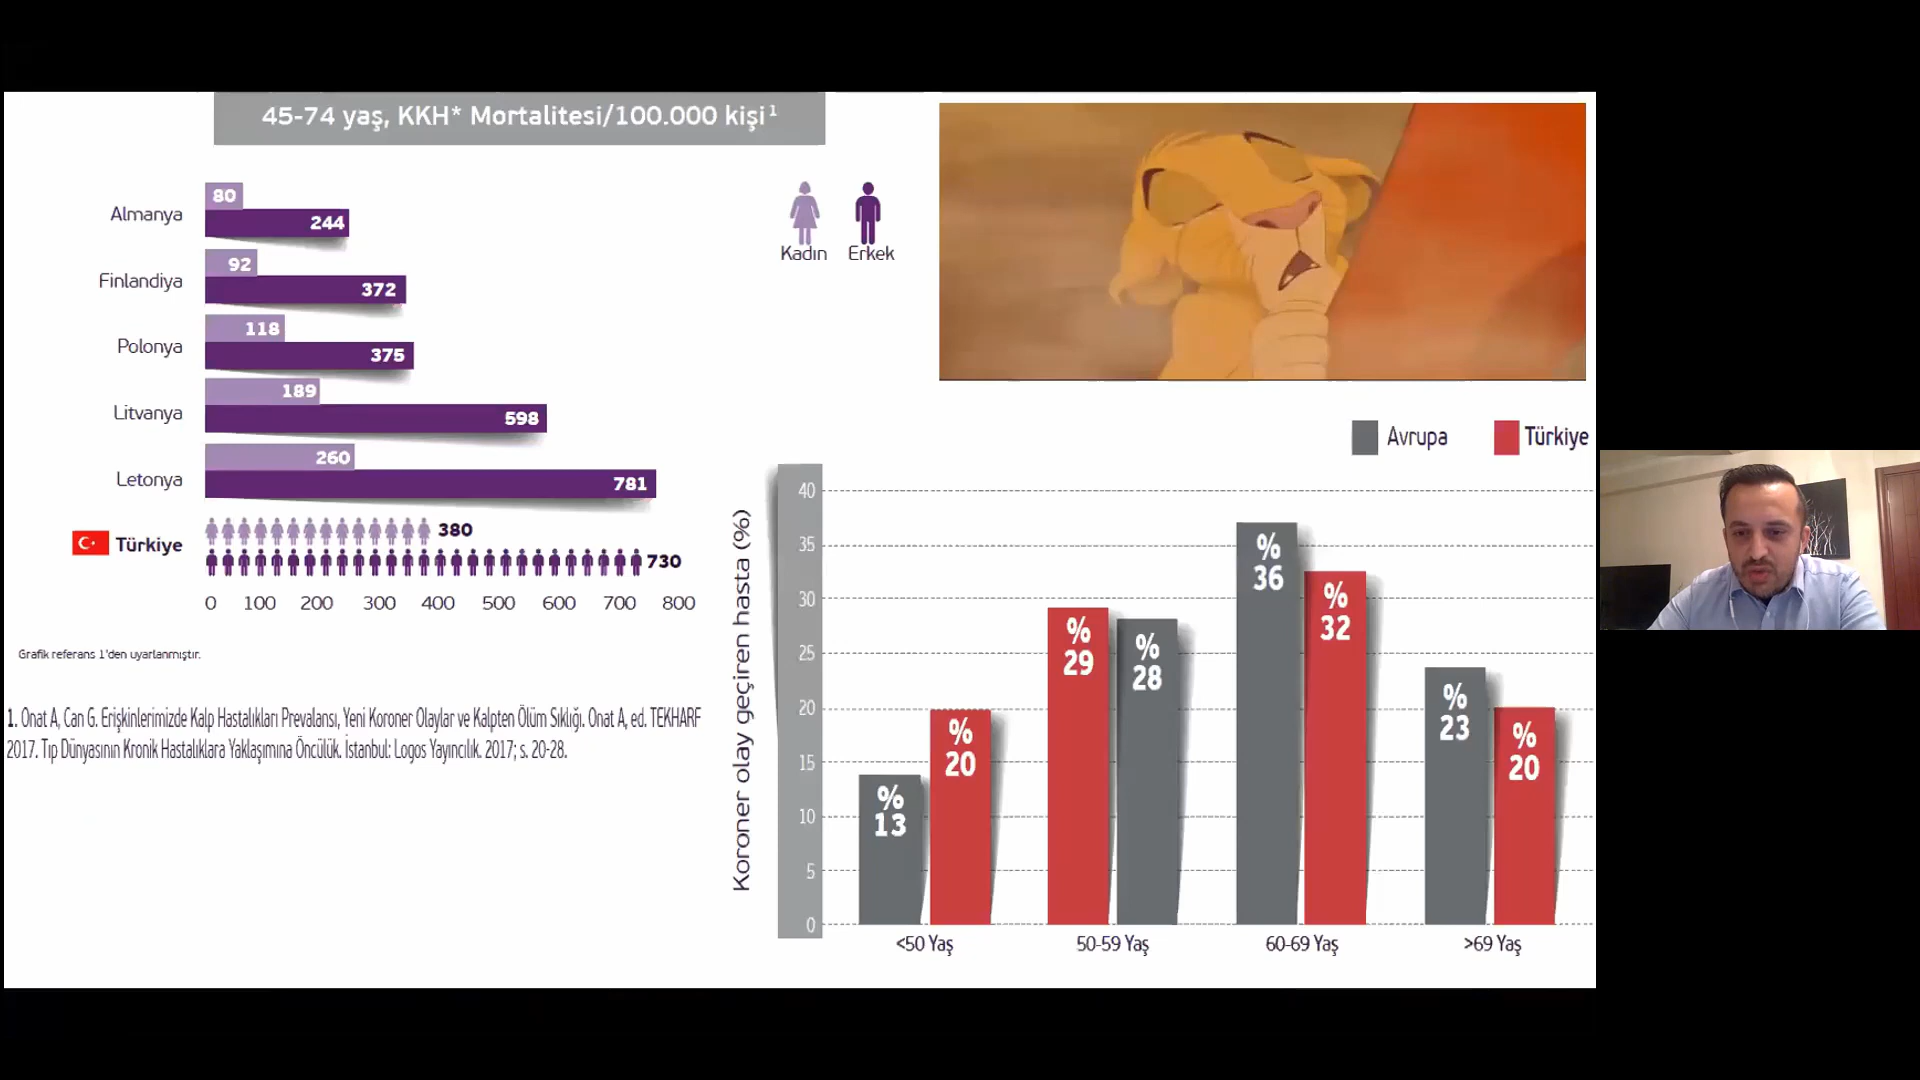 45-74 yaş, KKH* Mortalitesi/100.000 kişi¹
Kadın Erkek
Almanya 80 244
Finlandiya 92 372
Polonya 118 375
Litvanya 189 598
Letonya 260 781
Türkiye 380 730
0 100 200 300 400 500 600 700 800
Grafik referans 1'den uyarlanmıştır.
1. Onat A, Can G. Erişkinlerimizde Kalp Hastalıkları Prevalansı, Yeni Koroner Olaylar ve Kalpten Ölüm Sıklığı. Onat A, ed. TEKHARF
2017. Tıp Dünyasının Kronik Hastalıklara Yaklaşımına Öncülük. İstanbul: Logos Yayıncılık. 2017; s. 20-28.
Avrupa Türkiye
Koroner olay geçiren hasta (%)
40
35
30
25
20
15
10
5
0
% 13
% 20
% 29
% 28
% 36
% 32
% 23
% 20
<50 Yaş 50-59 Yaş 60-69 Yaş >69 Yaş